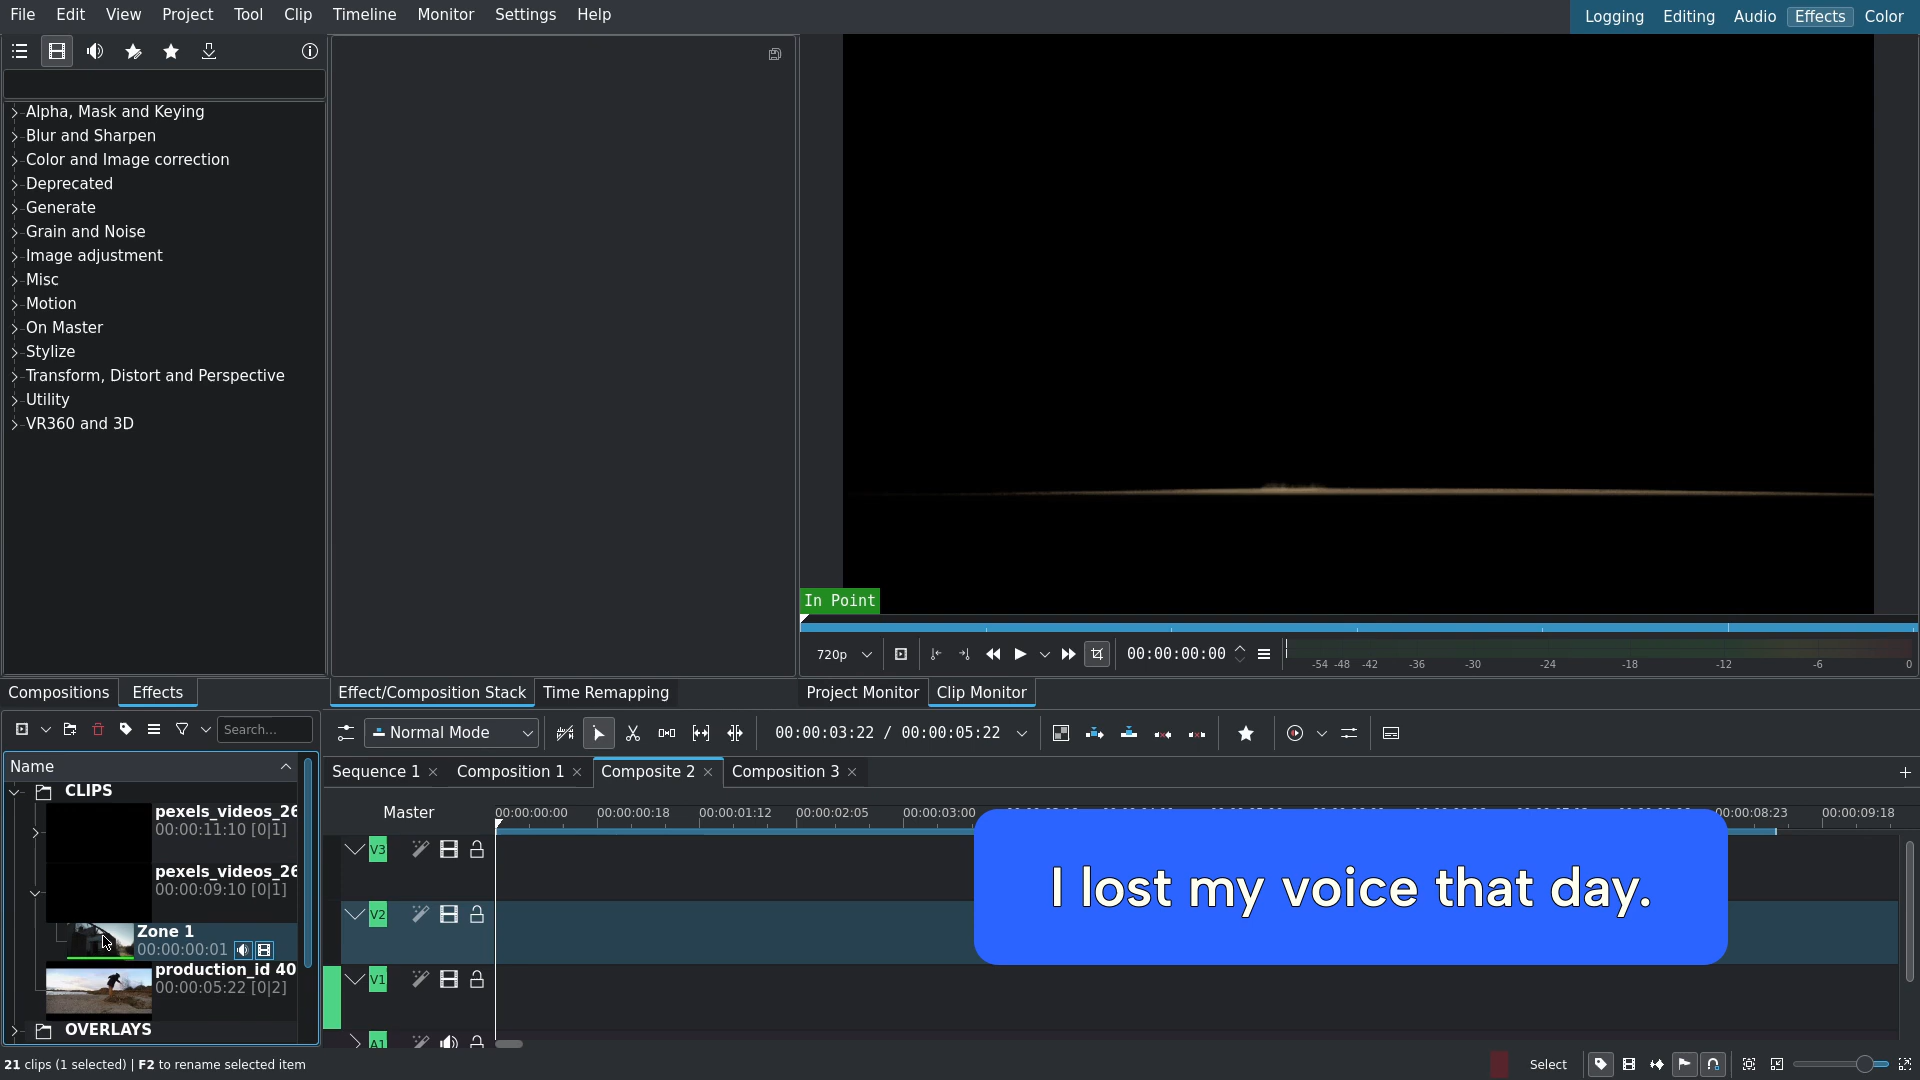 File Edit View Project Tool Clip Timeline Monitor Settings Help
Logging Editing Audio Effects Color
Alpha, Mask and Keying
Blur and Sharpen
Color and Image correction
Deprecated
Generate
Grain and Noise
Image adjustment
Misc
Motion
On Master
Stylize
Transform, Distort and Perspective
Utility
VR360 and 3D
In Point
720p 00:00:00:00 -54 -48 -42 -36 -30 -24 -18 -12 -6 0
Compositions Effects Effect/Composition Stack Time Remapping Project Monitor Clip Monitor
Search... Normal Mode 00:00:03:22 / 00:00:05:22
Name
Sequence 1 Composition 1 Composite 2 Composition 3
CLIPS
pexels_videos_26
00:00:11:10 [0|1]
pexels_videos_26
00:00:09:10 [0|1]
Zone 1
00:00:00:01
production_id 40
00:00:05:22 [0|2]
OVERLAYS
Master 00:00:00:00 00:00:00:18 00:00:01:12 00:00:02:05 00:00:03:00 00:00:08:23 00:00:09:18
V3
V2
V1
A1
I lost my voice that day.
21 clips (1 selected) | F2 to rename selected item
Select